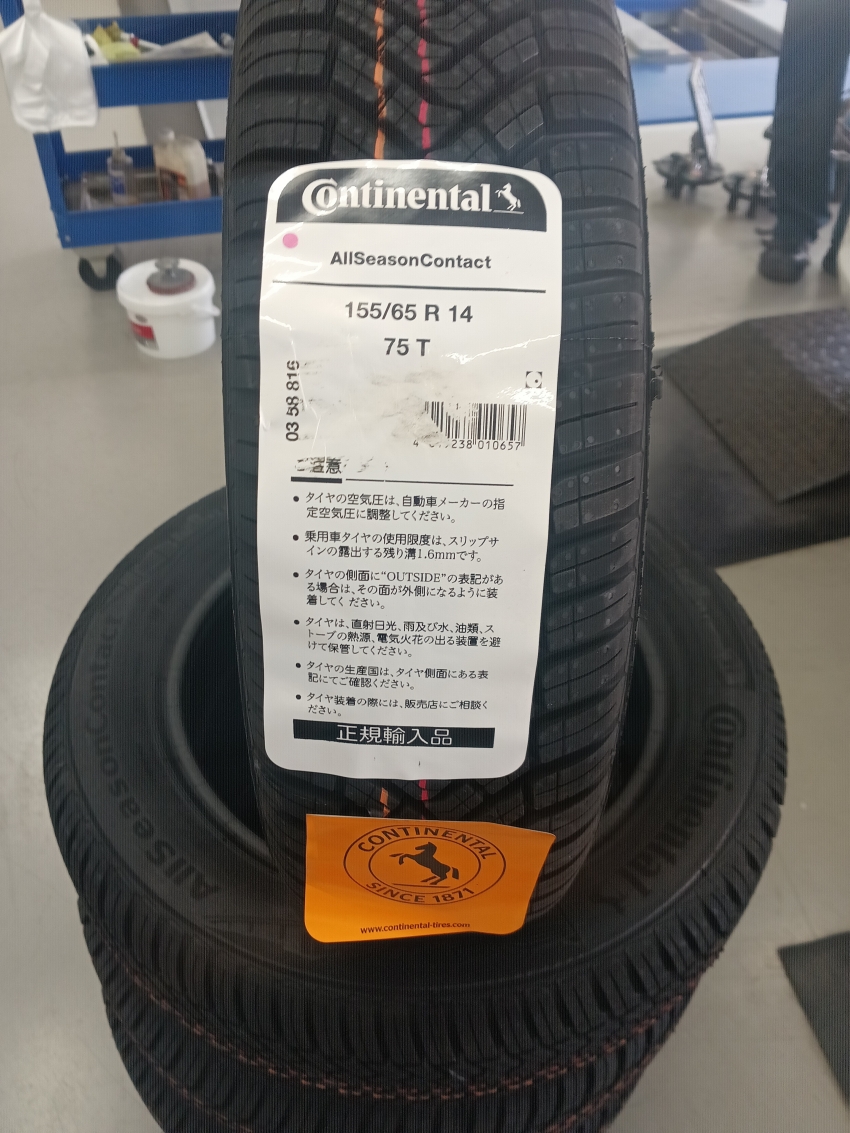 Continental
AllSeasonContact
155/65 R 14
75 T
03 58 816
238 010657
ご注意
• タイヤの空気圧は、自動車メーカーの指
定空気圧に調整してください。
• 乗用車タイヤの使用限度は、スリップサ
インの露出する残り溝1.6mmです。
• タイヤの側面に“OUTSIDE”の表記があ
る場合は、その面が外側になるように装
着してください。
• タイヤは、直射日光、雨及び水、油類、ス
トーブの熱源、電気火花の出る装置を避
けて保管してください。
• タイヤの生産国は、タイヤ側面にある表
記にてご確認ください。
• タイヤ装着の際には、販売店にご相談く
ださい。
正規輸入品
CONTINENTAL
SINCE 1871
www.continental-tires.com
AllSeasonC
Continental